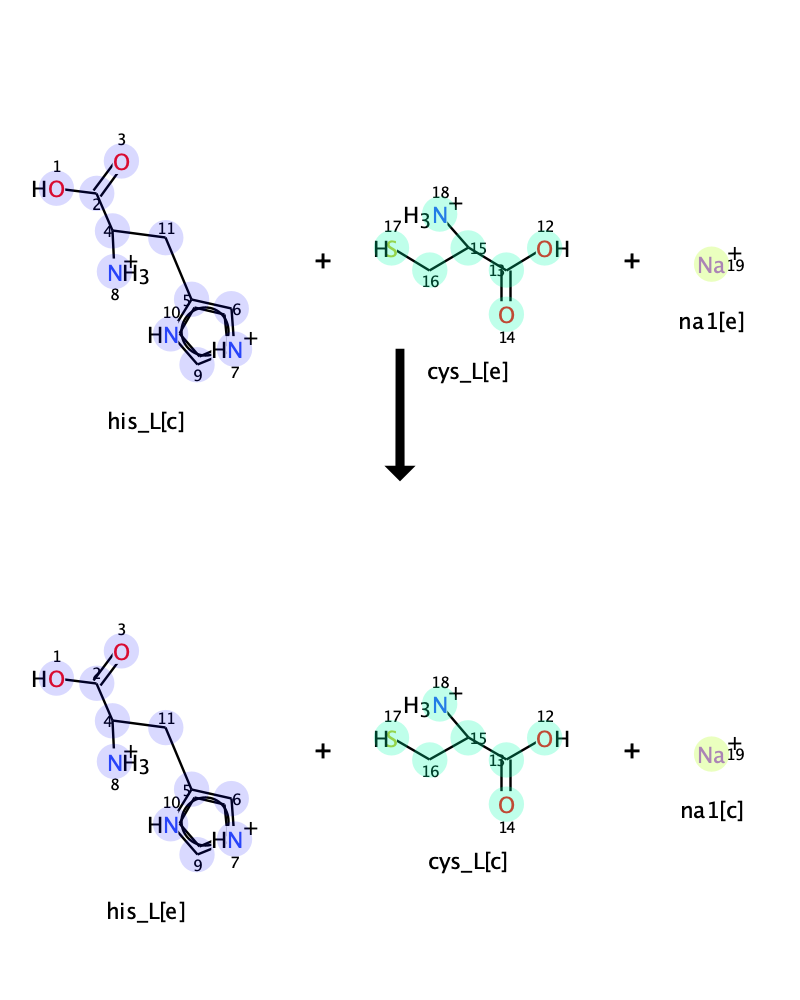 3
1
HO
O
2
4
11
+
NH3
8
5
6
10
HN
HN
+
9
7
his_L[c]
+
18
H3N
+
17
HS
12
OH
15
13
16
O
14
cys_L[e]
+
Na
+
19
na1[e]
3
1
HO
O
2
4
11
+
NH3
8
5
6
10
HN
HN
+
9
7
his_L[e]
+
18
H3N
+
17
HS
12
OH
15
13
16
O
14
cys_L[c]
+
Na
+
19
na1[c]